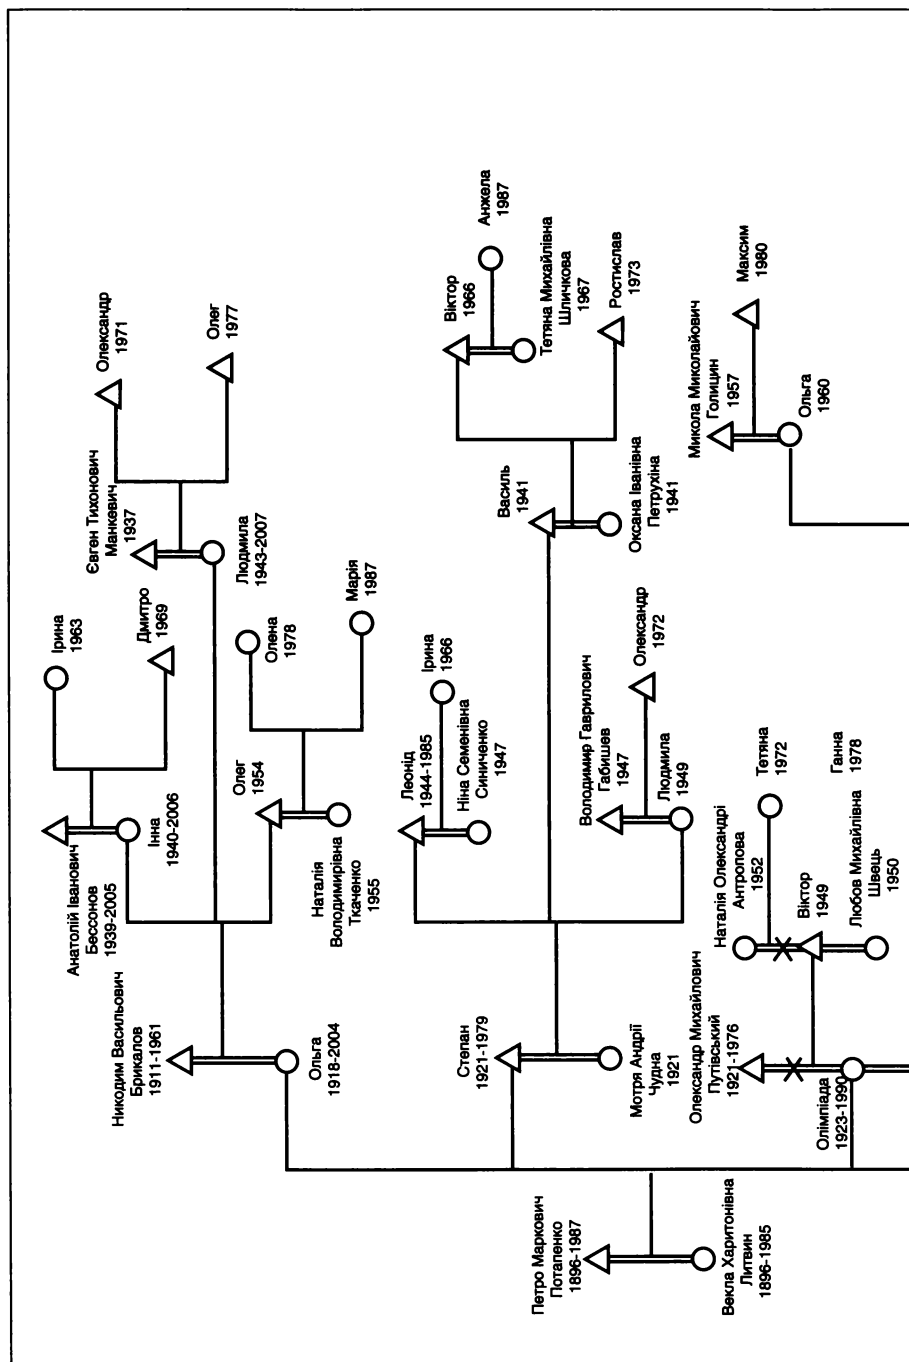 Ірина
1963
Дмитро
1969
Анатолій Іванович
Бессонов
1939-2005
Інна
1940-2006
Олександр
1971
Олег
1977
Євген Тихонович
Манкевич
1937
Людмила
1943-2007
Олена
1978
Марія
1987
Олег
1954
Наталія
Володимирівна
Ткаченко
1955
Никодим Васильович
Брикалов
1911-1961
Ольга
1918-2004
Анжела
1987
Віктор
1966
Тетяна Михайлівна
Шличкова
1967
Ростислав
1973
Василь
1941
Оксана Іванівна
Петрухіна
1941
Ірина
1966
Леонід
1944-1985
Ніна Семенівна
Синиченко
1947
Олександр
1972
Володимир Гаврилович
Габишев
1947
Людмила
1949
Степан
1921-1979
Мотря Андрії
Чудна
1921
Максим
1980
Микола Миколайович
Голицин
1957
Ольга
1960
Тетяна
1972
Ганна
1978
Наталія Олександрі
Антропова
1952
Віктор
1949
Любов Михайлівна
Швець
1950
Олександр Михайлович
Путівський
1921-1976
Олімпіада
1923-1990
Петро Маркович
Потапенко
1896-1987
Векла Харитонівна
Литвин
1896-1985